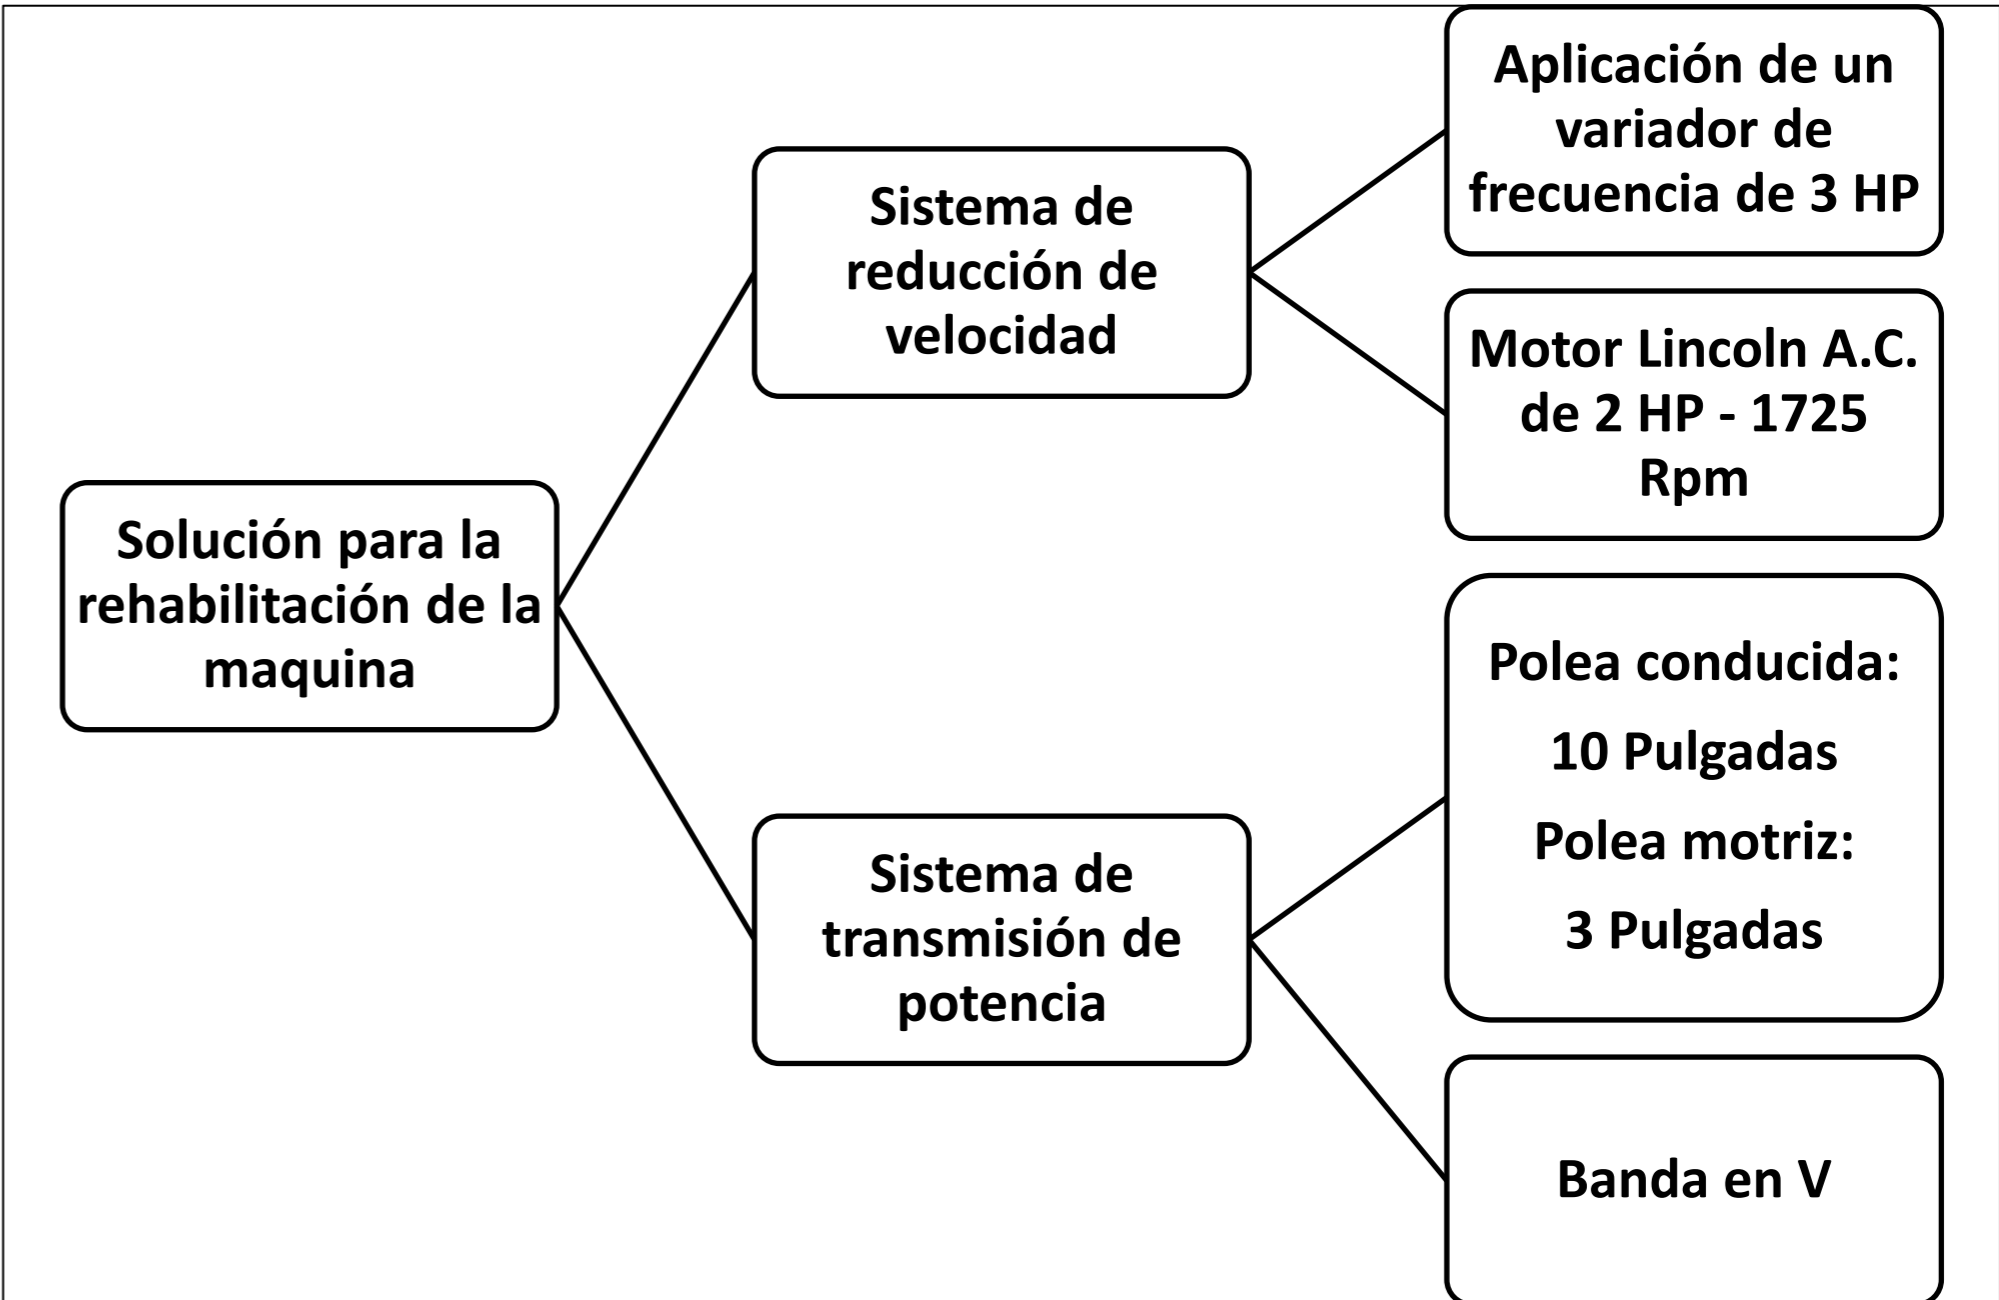 Solución para la
rehabilitación de la
maquina
Sistema de
reducción de
velocidad
Aplicación de un
variador de
frecuencia de 3 HP
Motor Lincoln A.C.
de 2 HP - 1725
Rpm
Sistema de
transmisión de
potencia
Polea conducida:
10 Pulgadas
Polea motriz:
3 Pulgadas
Banda en V